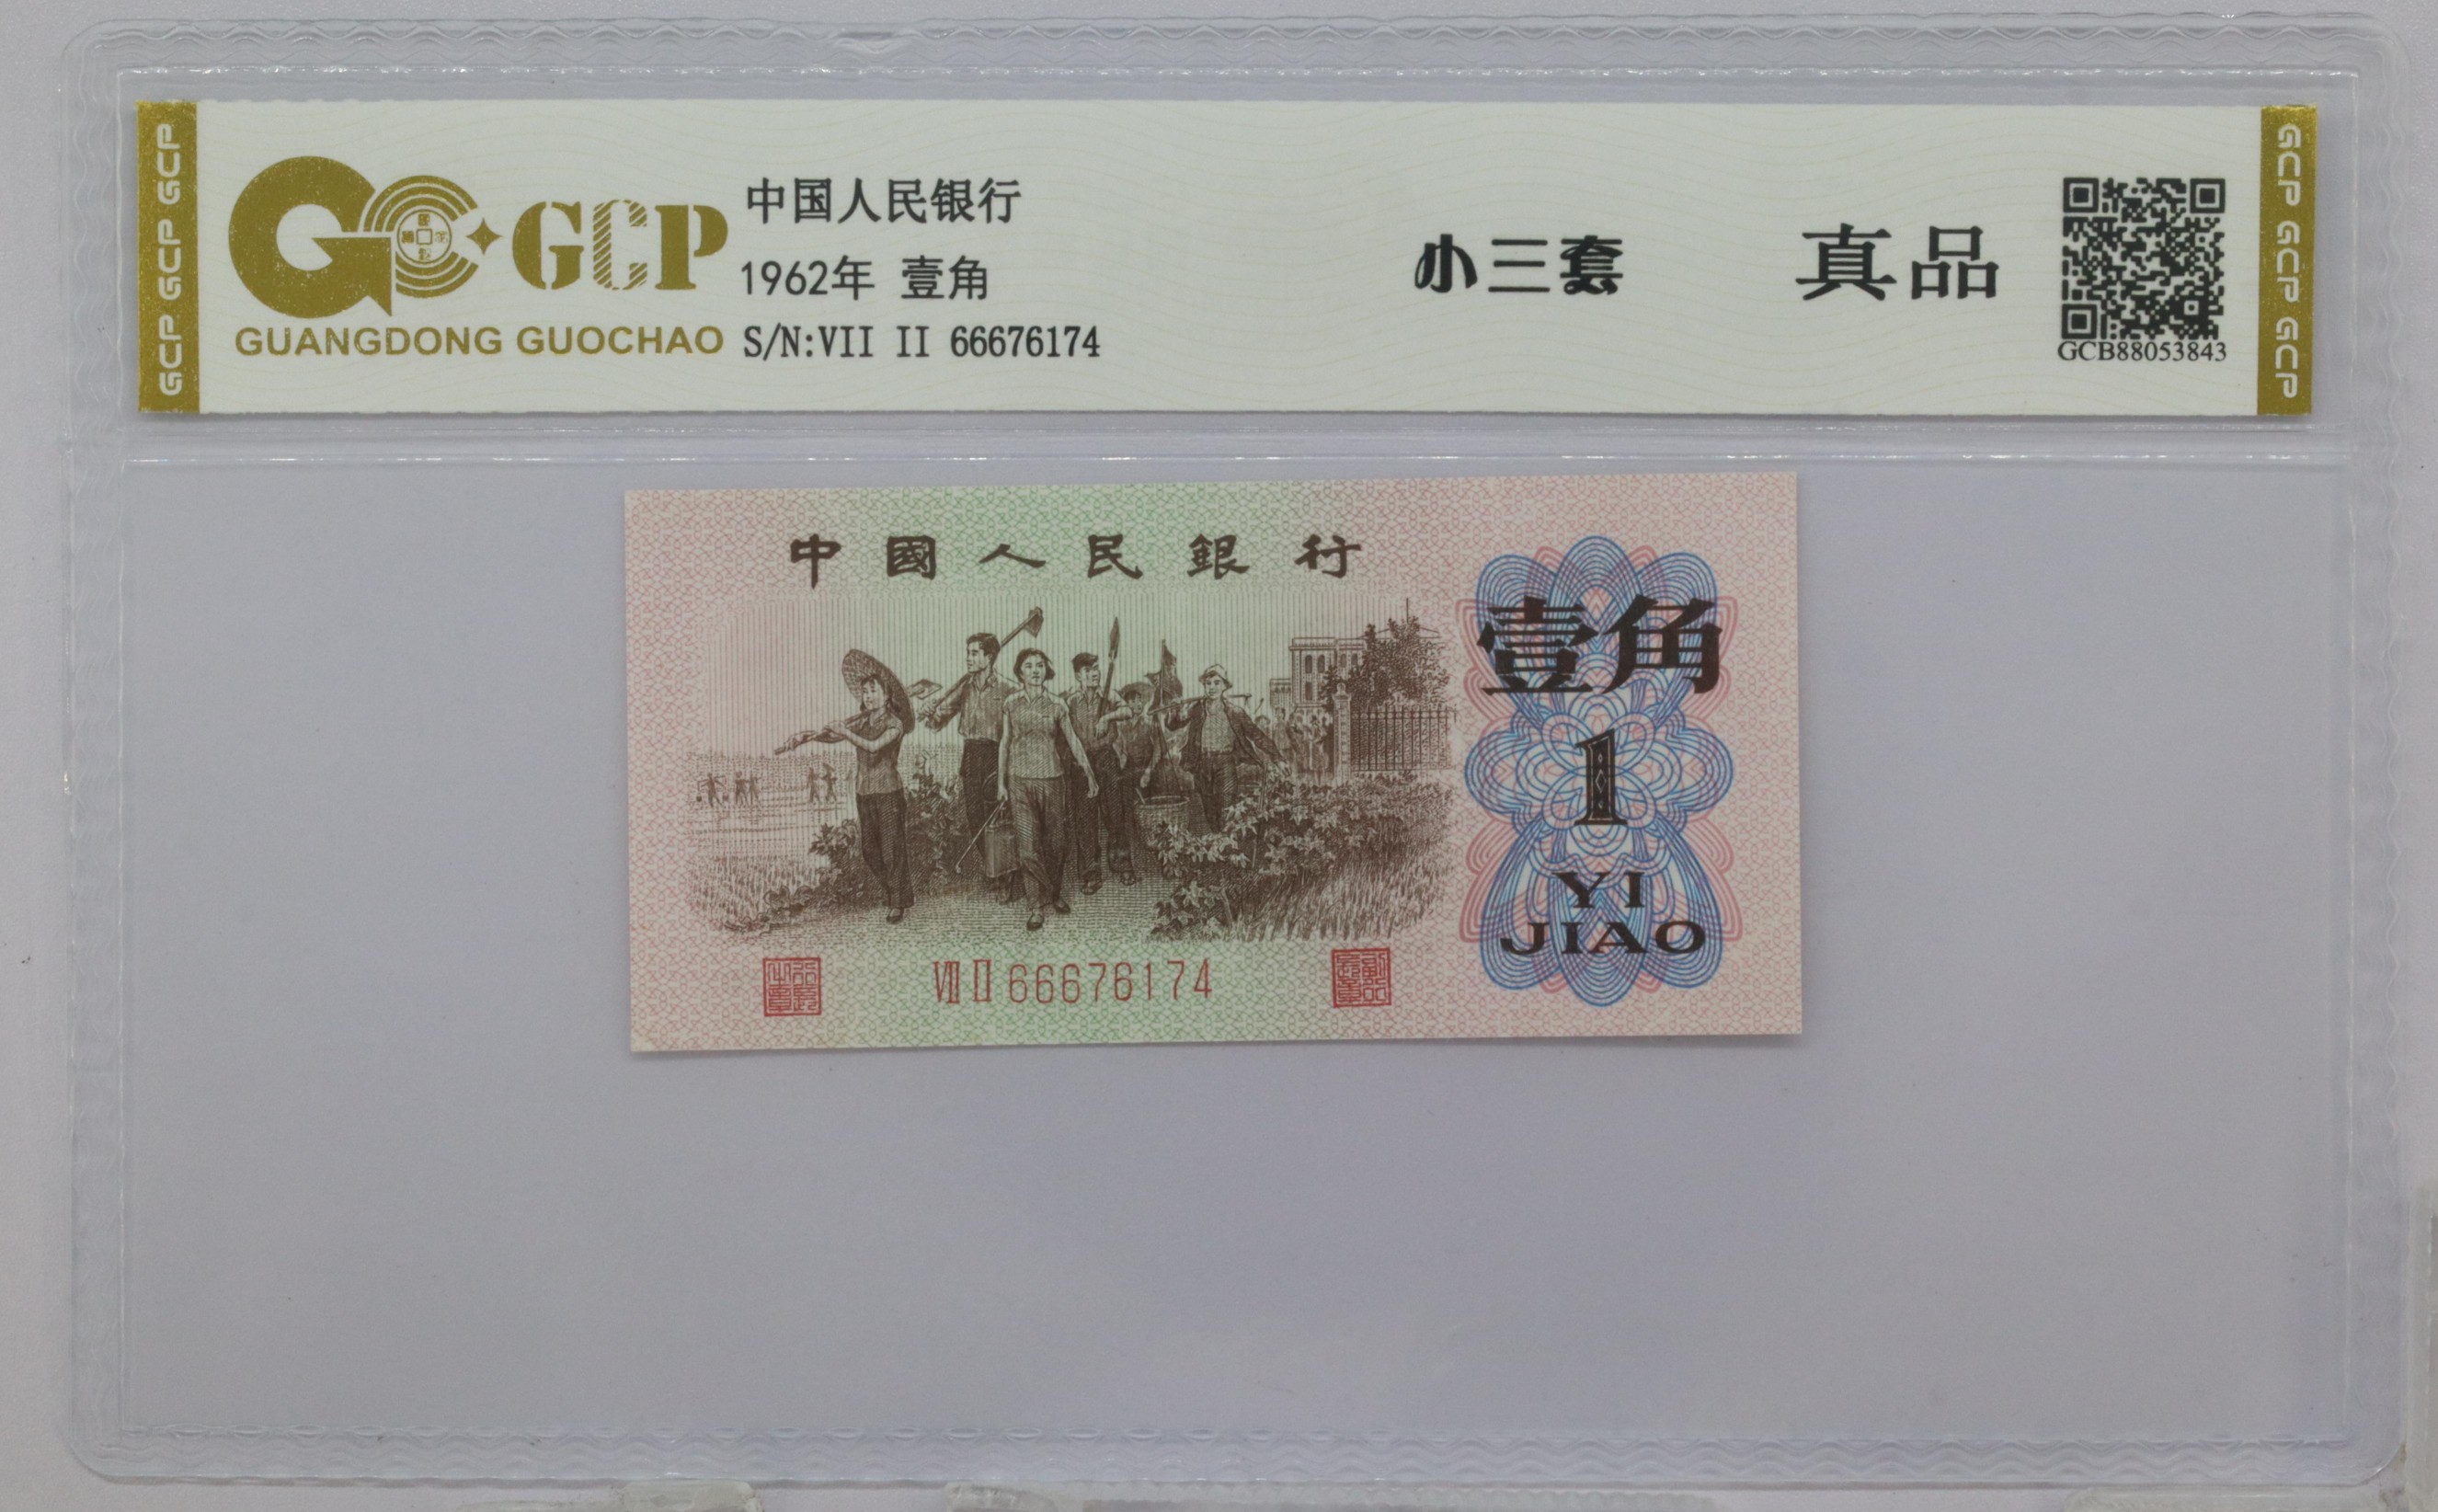 GCP GCP GCP
GCP
GUANGDONG GUOCHAO
中国人民银行
1962年 壹角
S/N:VII II 66676174
小三套
真品
GCB88053843
GCP GCP GCP
中國人民銀行
壹角
1
YI
JIAO
VII II 66676174